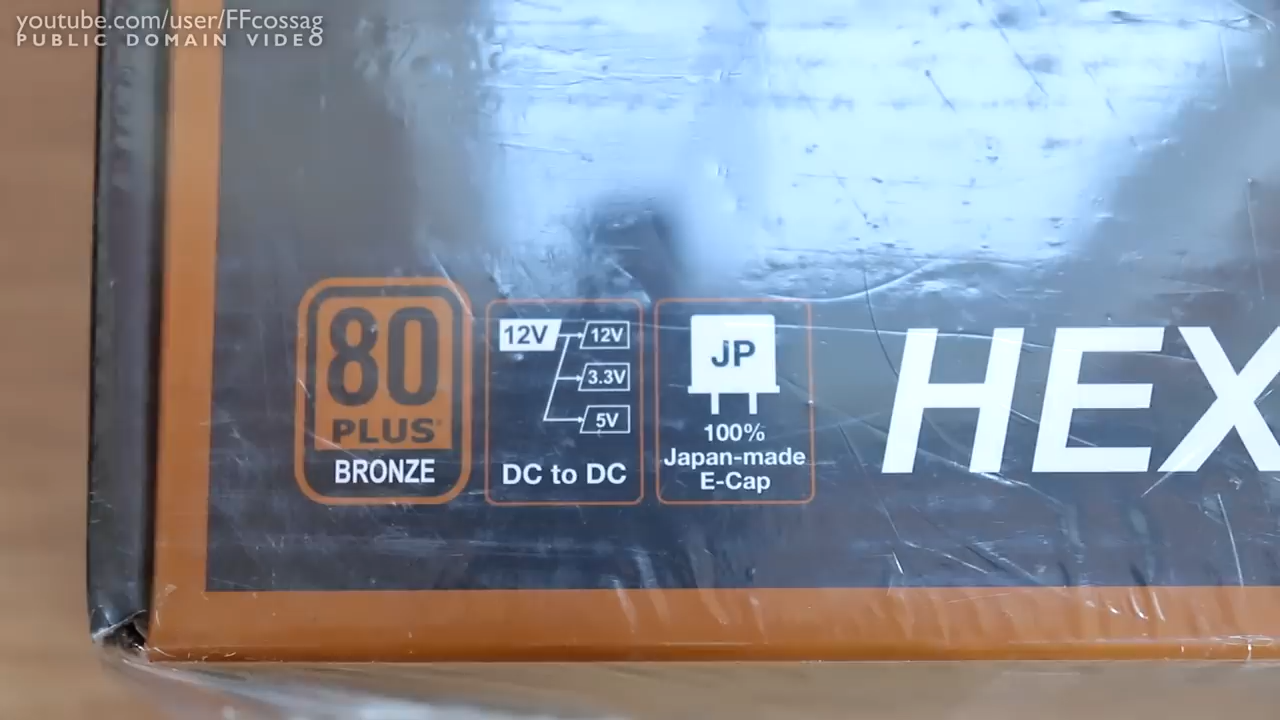 youtube.com/user/FFcossag
PUBLIC DOMAIN VIDEO
80
PLUS
BRONZE
12V
12V
3.3V
5V
DC to DC
JP
100%
Japan-made
E-Cap
HEX